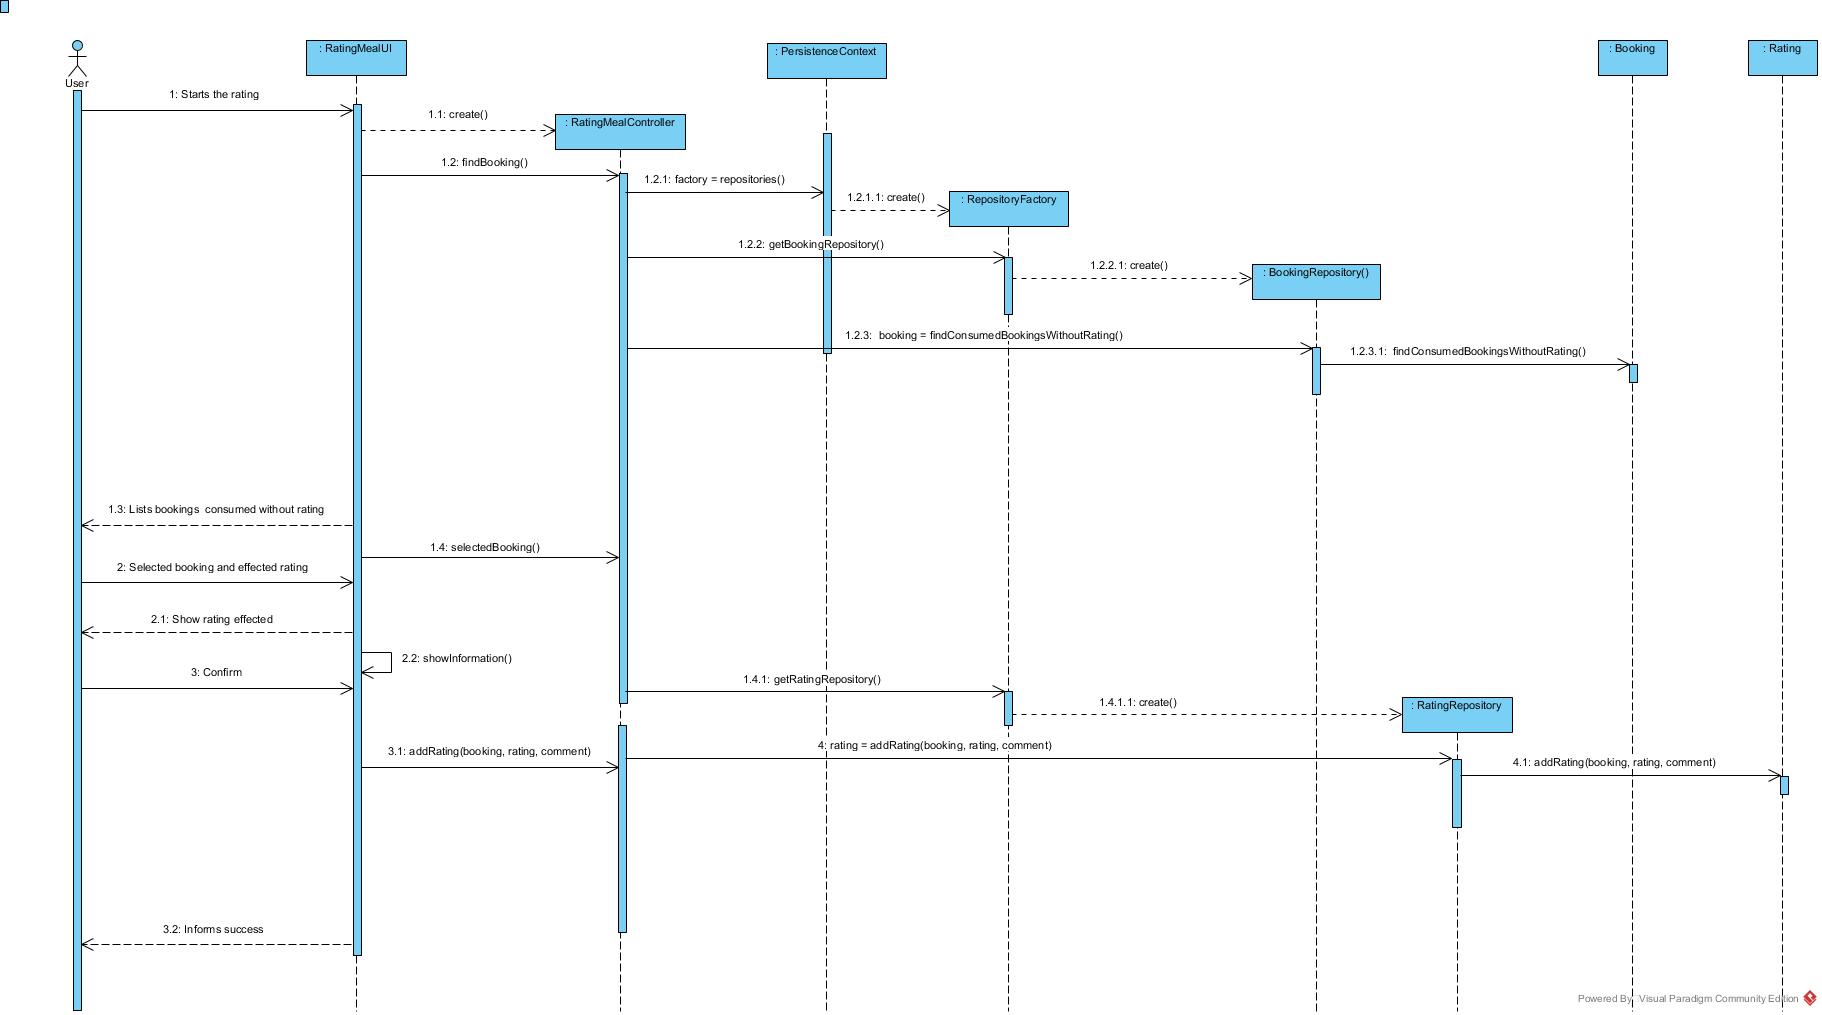 : RatingMealUI
: PersistenceContext
: Booking
: Rating
User
1: Starts the rating
1.1: create()
: RatingMealController
1.2: findBooking()
1.2.1: factory = repositories()
1.2.1.1: create()
: RepositoryFactory
1.2.2: getBookingRepository()
1.2.2.1: create()
: BookingRepository()
1.2.3: booking = findConsumedBookingsWithoutRating()
1.2.3.1: findConsumedBookingsWithoutRating()
1.3: Lists bookings consumed without rating
1.4: selectedBooking()
2: Selected booking and effected rating
2.1: Show rating effected
2.2: showInformation()
3: Confirm
1.4.1: getRatingRepository()
1.4.1.1: create()
: RatingRepository
3.1: addRating(booking, rating, comment)
4: rating = addRating(booking, rating, comment)
4.1: addRating(booking, rating, comment)
3.2: Informs success
Powered By: Visual Paradigm Community Edition